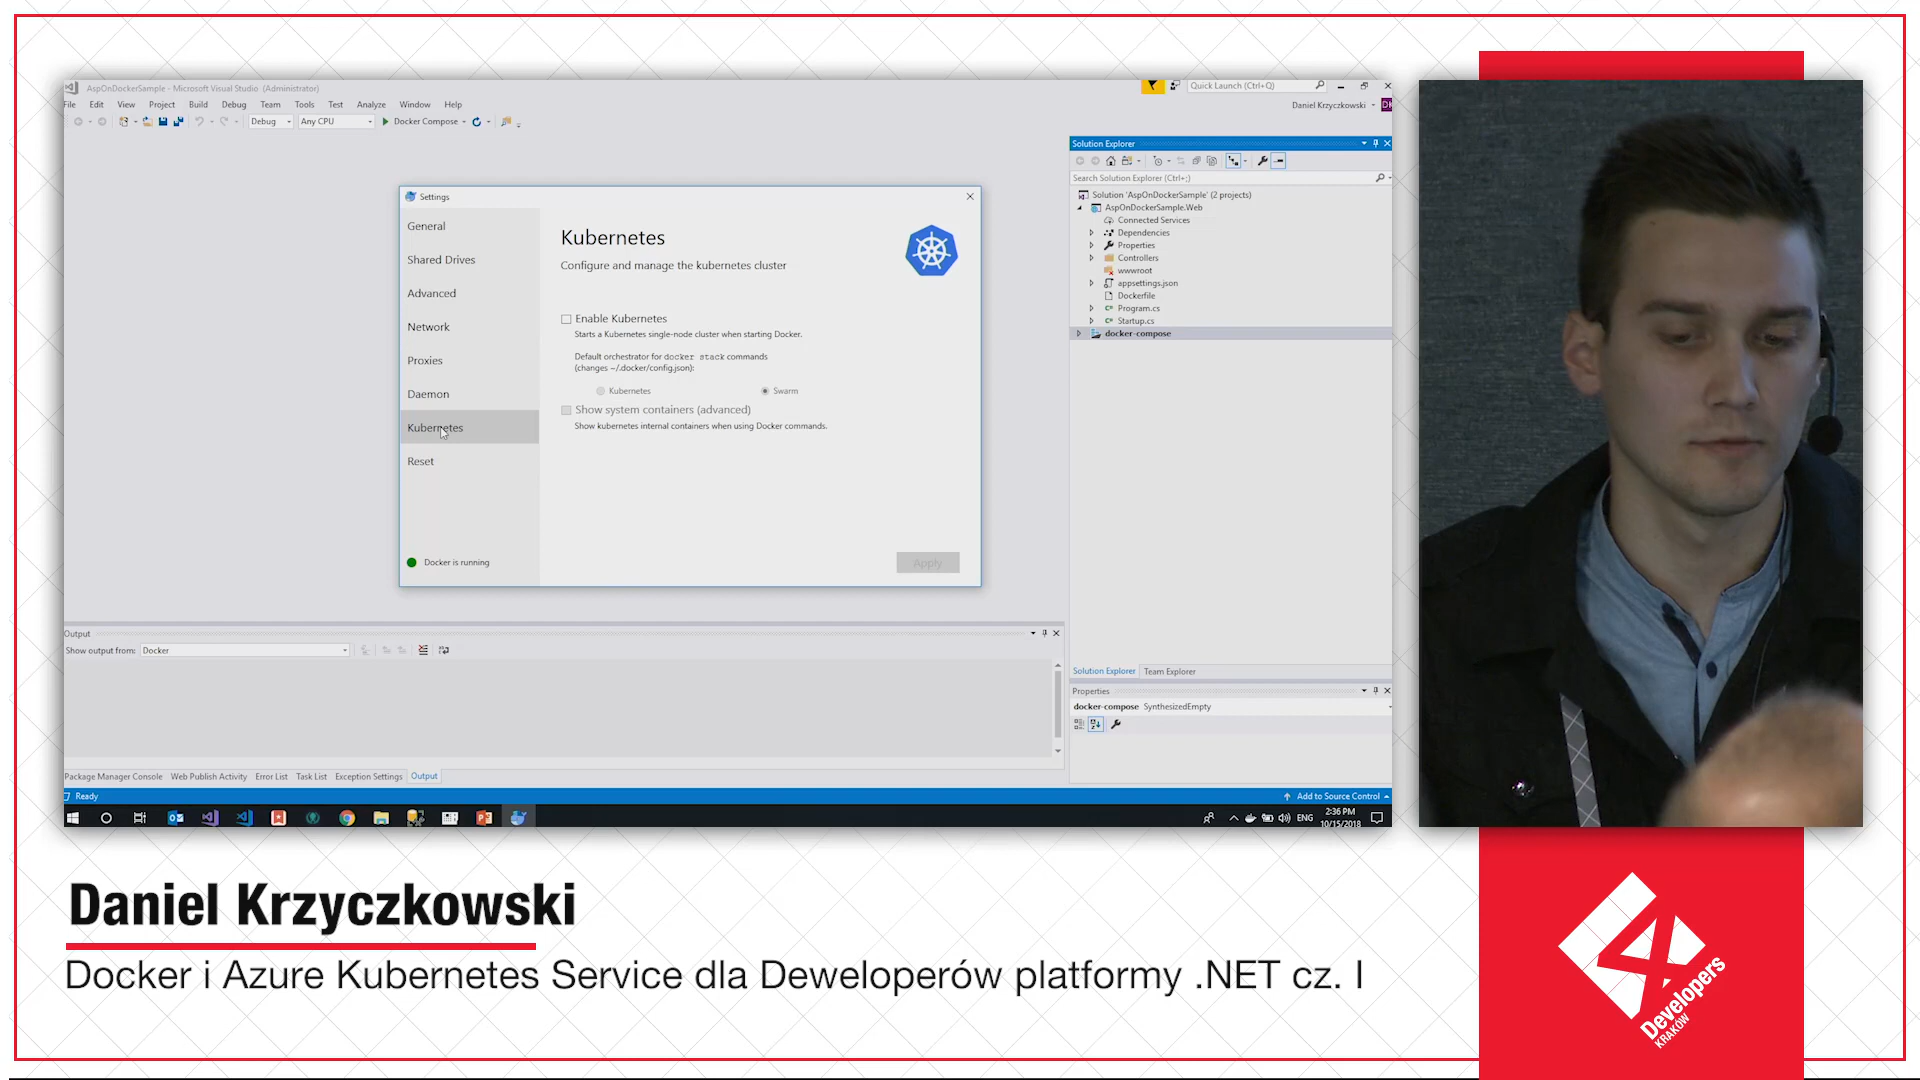 AspOnDockerSample - Microsoft Visual Studio (Administrator)
Quick Launch (Ctrl+Q)
File Edit View Project Build Debug Team Tools Test Analyze Window Help
Daniel Krzyczkowski
DK
Debug Any CPU Docker Compose
Solution Explorer
Search Solution Explorer (Ctrl+;)
Solution 'AspOnDockerSample' (2 projects)
AspOnDockerSample.Web
Connected Services
Dependencies
Properties
Controllers
wwwroot
appsettings.json
Dockerfile
Program.cs
Startup.cs
docker-compose
Settings
General
Shared Drives
Advanced
Network
Proxies
Daemon
Kubernetes
Reset
Docker is running
Kubernetes
Configure and manage the kubernetes cluster
Enable Kubernetes
Starts a Kubernetes single-node cluster when starting Docker.
Default orchestrator for docker stack commands
(changes ~/.docker/config.json):
Kubernetes Swarm
Show system containers (advanced)
Show kubernetes internal containers when using Docker commands.
Apply
Output
Show output from: Docker
Solution Explorer Team Explorer
Properties
docker-compose SynthesizedEmpty
Package Manager Console Web Publish Activity Error List Task List Exception Settings Output
Ready
Add to Source Control
ENG
2:36 PM
10/15/2018
Daniel Krzyczkowski
Docker i Azure Kubernetes Service dla Deweloperów platformy .NET cz. I
4
Developers
KRAKÓW